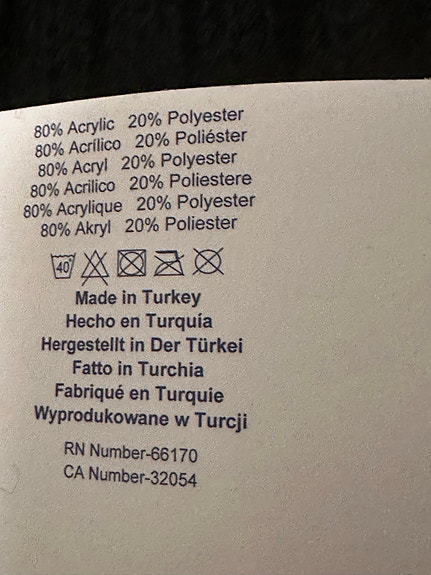 80% Acrylic 20% Polyester
80% Acrílico 20% Poliéster
80% Acryl 20% Polyester
80% Acrilico 20% Poliestere
80% Acrylique 20% Polyester
80% Akryl 20% Poliester
40
Made in Turkey
Hecho en Turquía
Hergestellt in Der Türkei
Fatto in Turchia
Fabriqué en Turquie
Wyprodukowane w Turcji
RN Number-66170
CA Number-32054